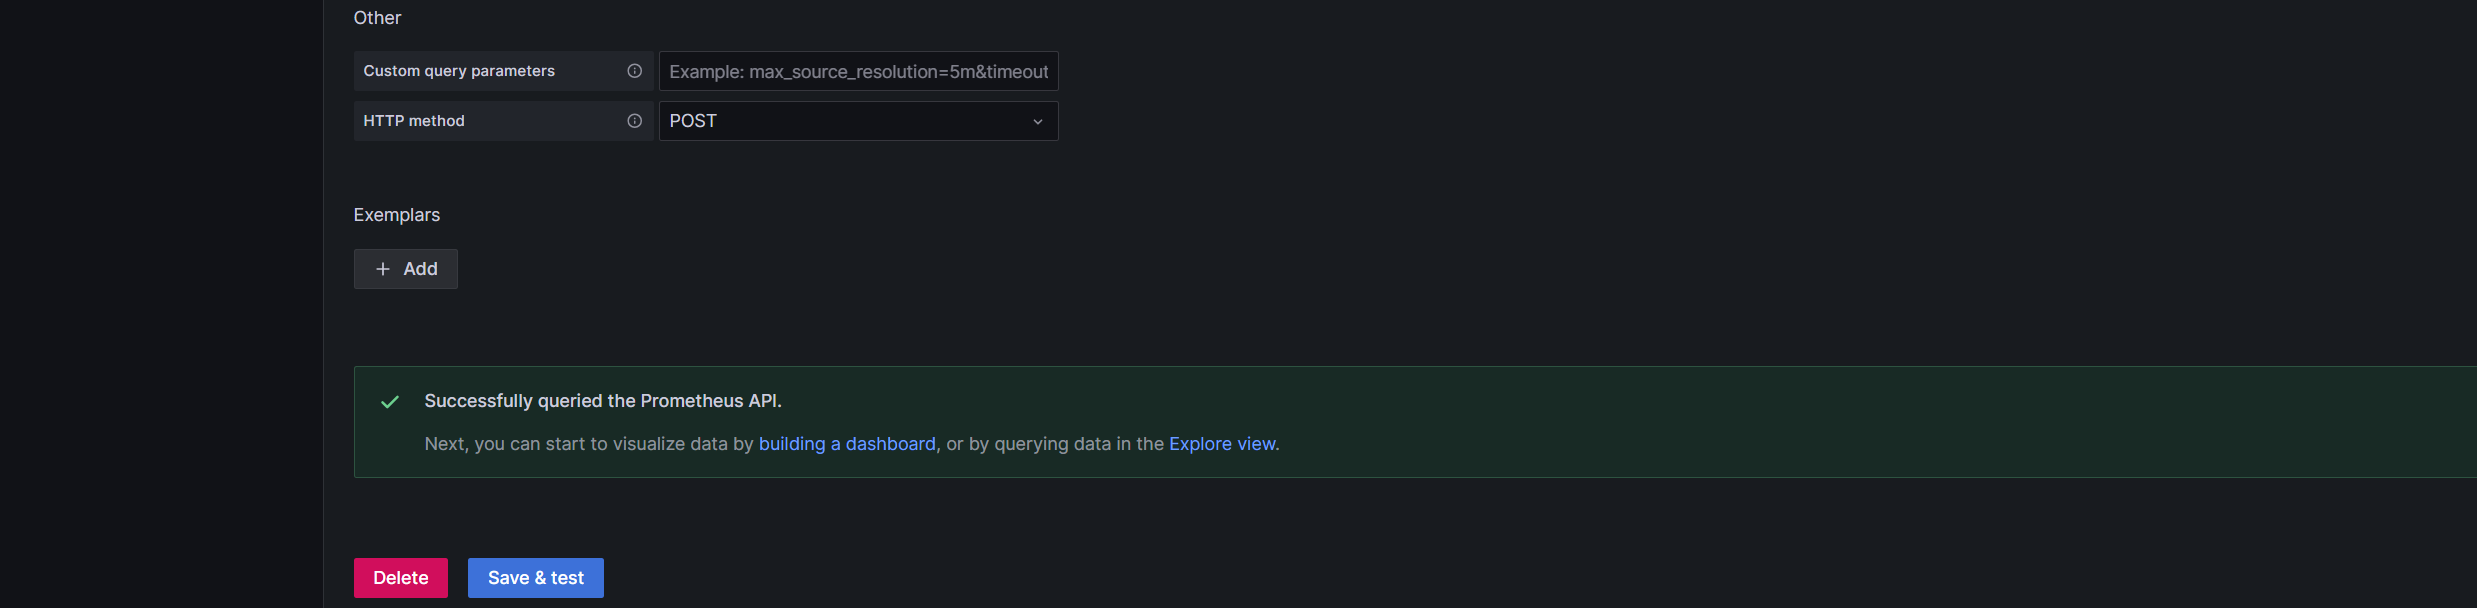 Other
Custom query parameters
Example: max_source_resolution=5m&timeout
HTTP method
POST
Exemplars
+ Add
Successfully queried the Prometheus API.
Next, you can start to visualize data by building a dashboard, or by querying data in the Explore view.
Delete
Save & test